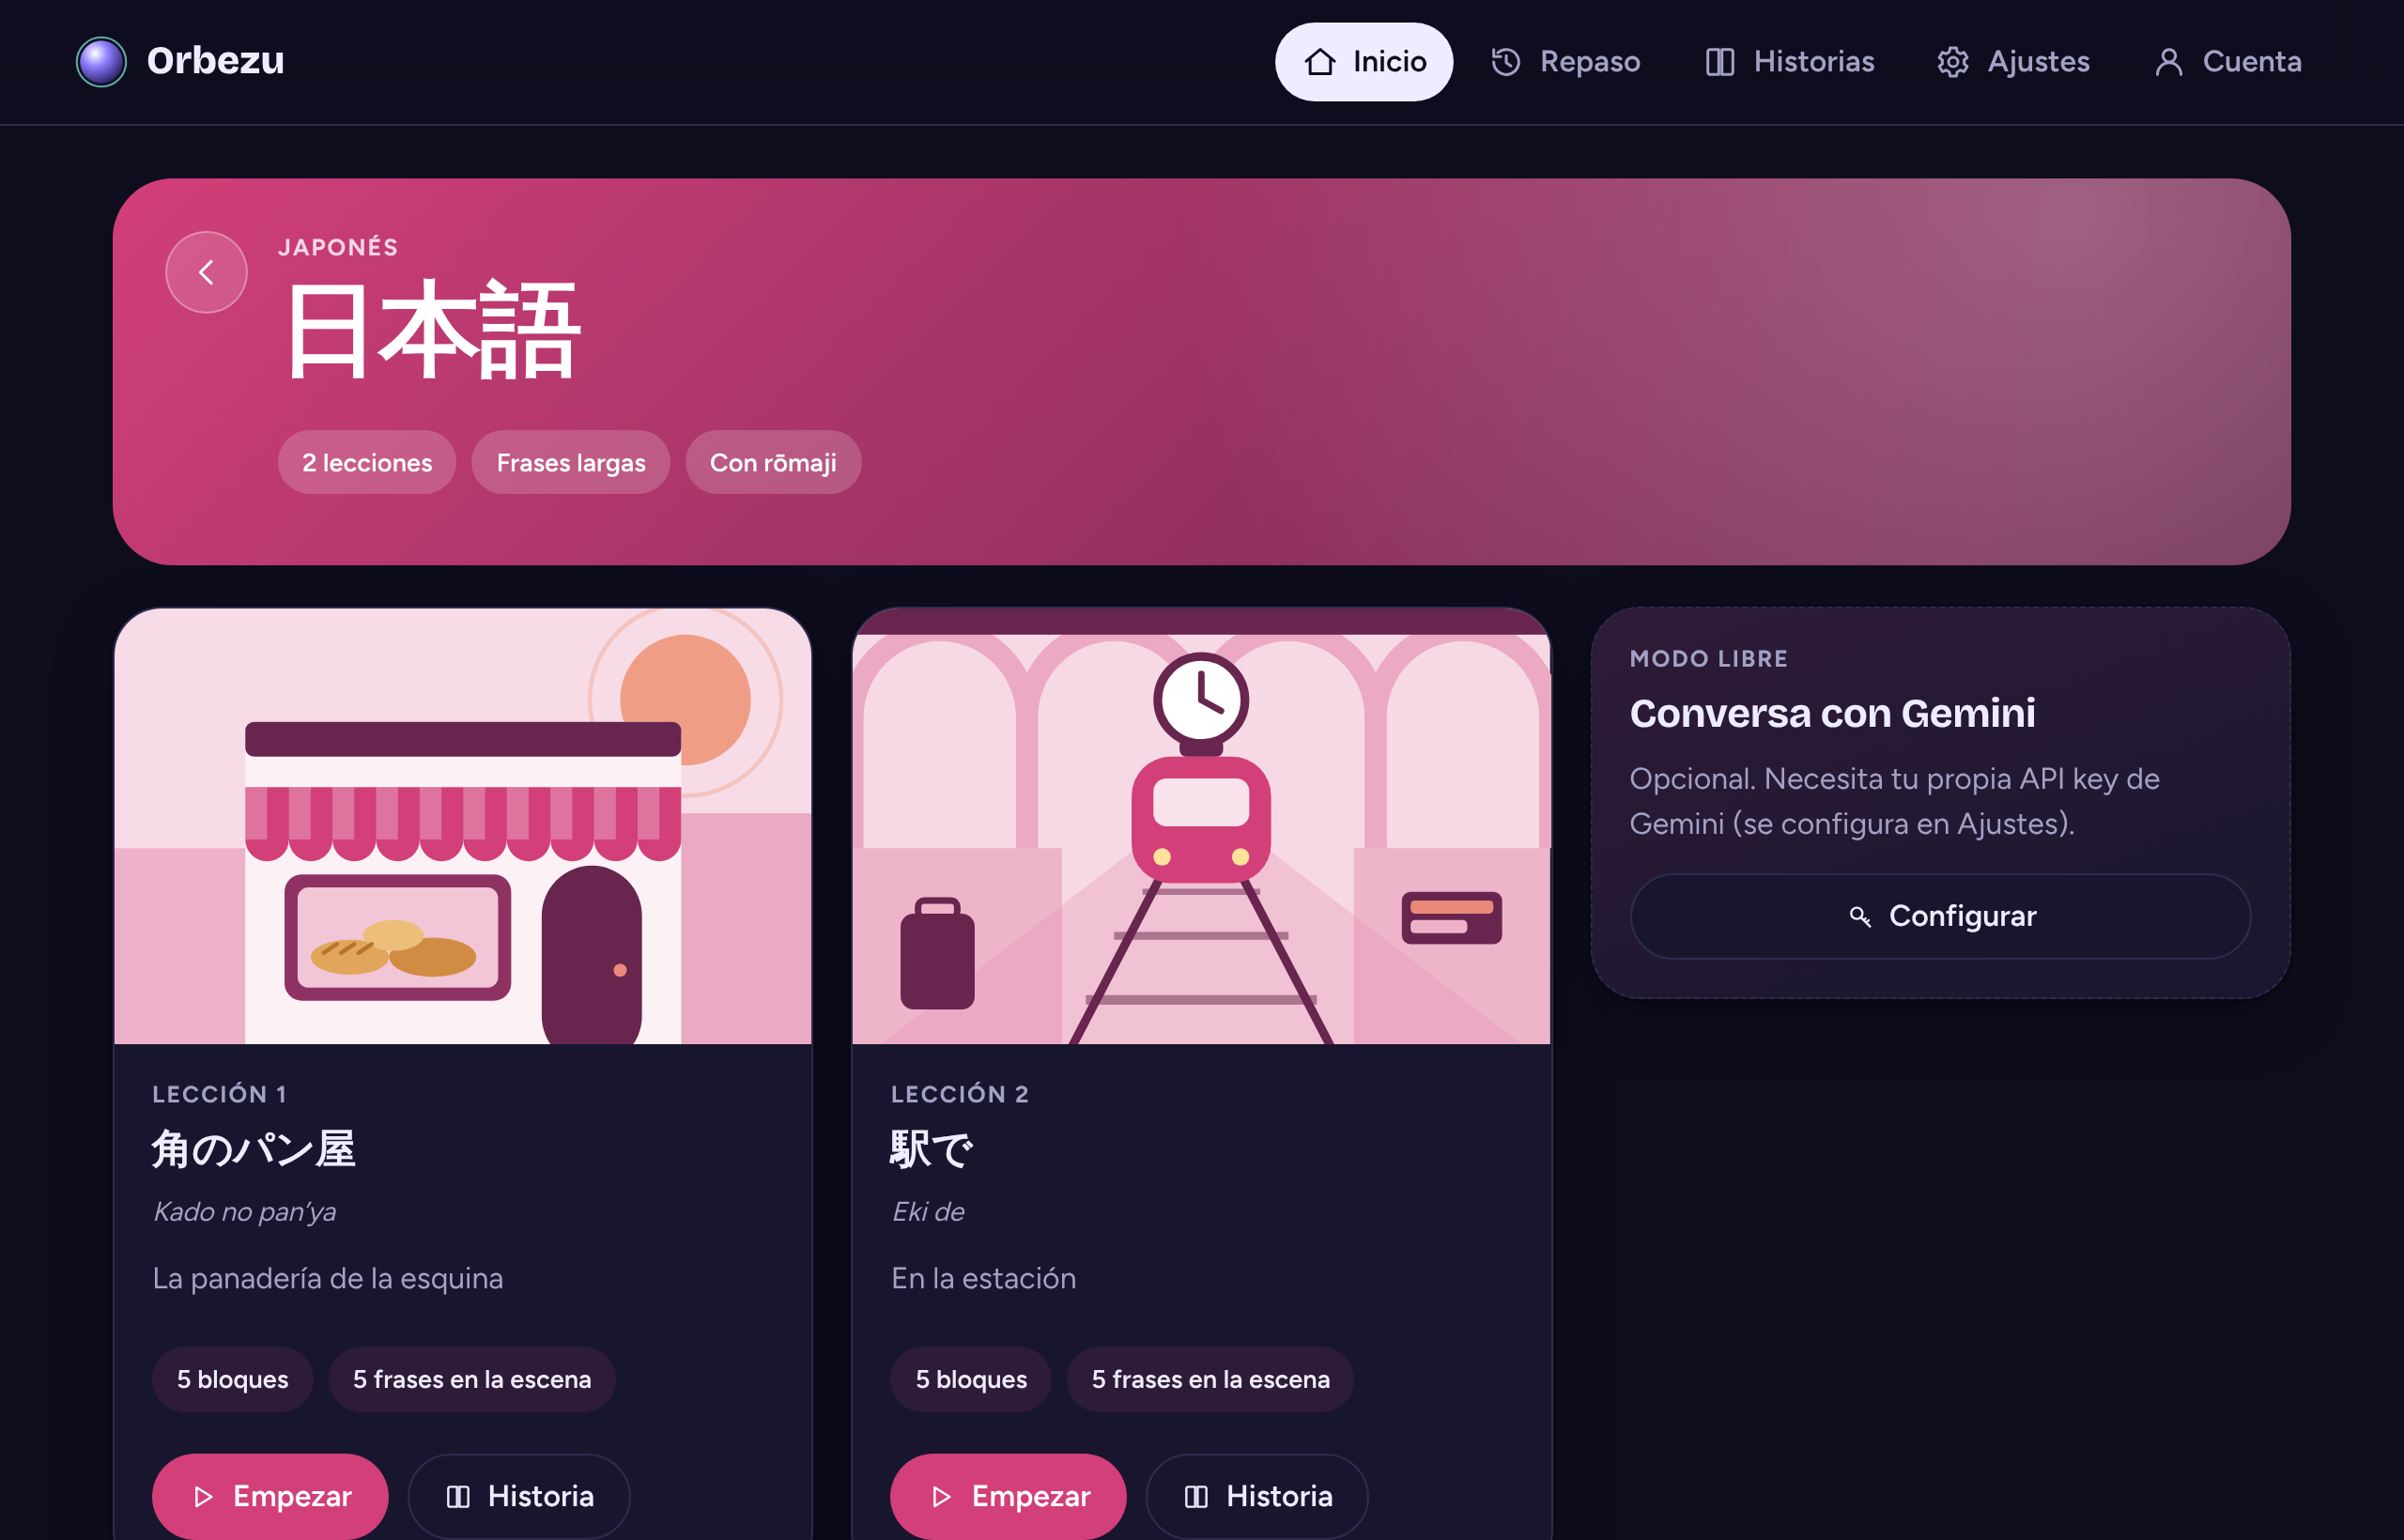 Orbezu
Inicio
Repaso
Historias
Ajustes
Cuenta
JAPONÉS
日本語
2 lecciones
Frases largas
Con rōmaji
LECCIÓN 1
角のパン屋
Kado no pan'ya
La panadería de la esquina
5 bloques
5 frases en la escena
Empezar
Historia
LECCIÓN 2
駅で
Eki de
En la estación
5 bloques
5 frases en la escena
Empezar
Historia
MODO LIBRE
Conversa con Gemini
Opcional. Necesita tu propia API key de
Gemini (se configura en Ajustes).
Configurar